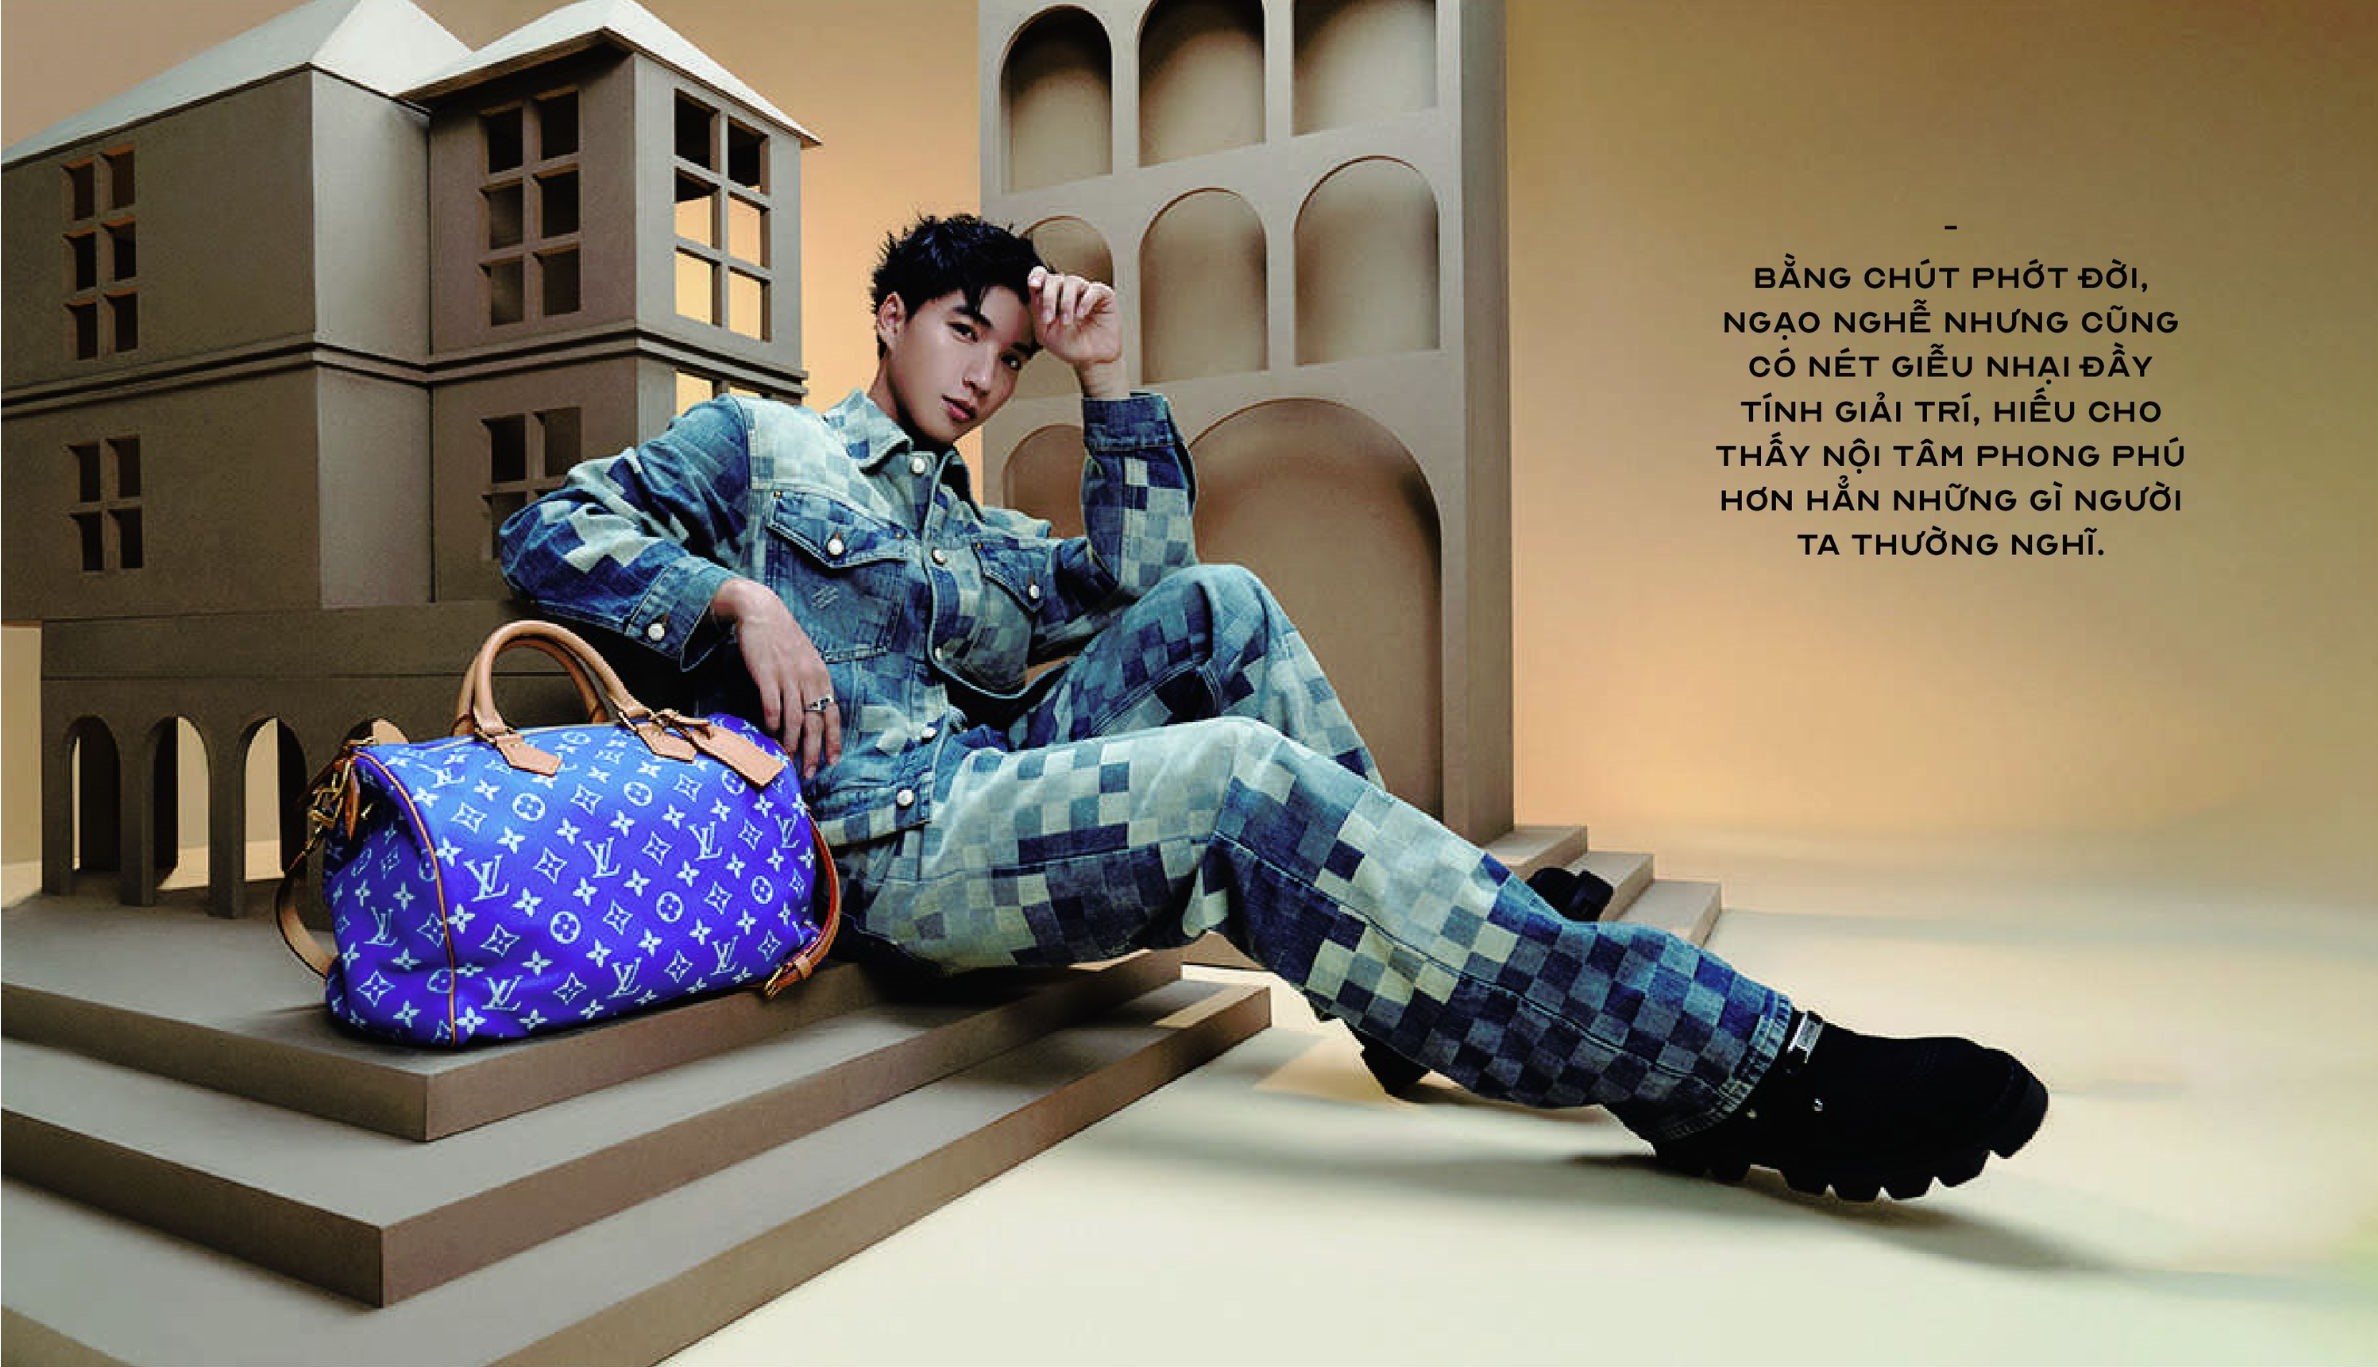 -
BẰNG CHÚT PHỚT ĐỜI,
NGẠO NGHỄ NHƯNG CŨNG
CÓ NÉT GIỄU NHẠI ĐẦY
TÍNH GIẢI TRÍ, HIẾU CHO
THẤY NỘI TÂM PHONG PHÚ
HƠN HẲN NHỮNG GÌ NGƯỜI
TA THƯỜNG NGHĨ.